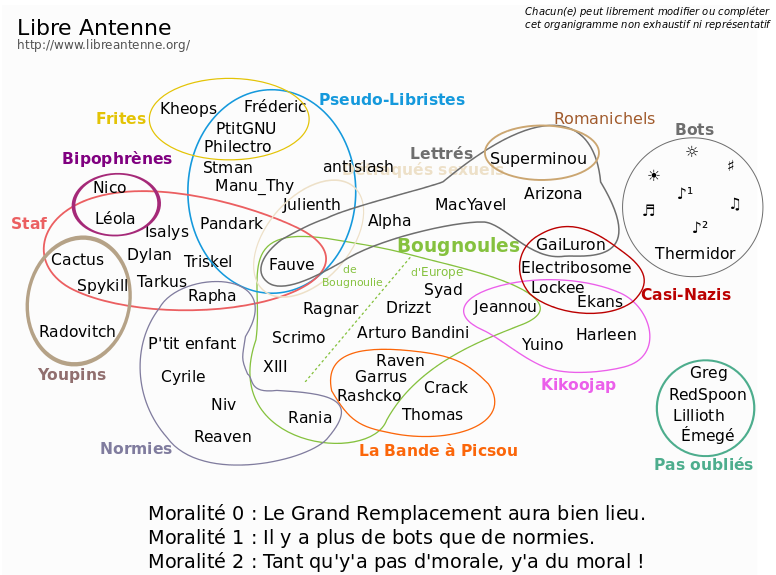 Libre Antenne
http://www.libreantenne.org/
Chacun(e) peut librement modifier ou compléter
cet organigramme non exhaustif ni représentatif
Frites
Kheops
Fréderic
PtitGNU
Philectro
Pseudo-Libristes
Stman
Manu_Thy
antislash
Julienth
Pandark
Bipophrènes
Nico
Léola
Staf
Isalys
Dylan
Triskel
Tarkus
Cactus
Spykill
Rapha
Fauve
Radovitch
Youpins
Lettrés
Romanichels
Superminou
Arizona
MacYavel
Alpha
Bougnoules
de
Bougnoulie
d'Europe
GaiLuron
Electribosome
Lockee
Ekans
Casi-Nazis
Bots
☼
♯
☀
♪¹
♬
♫
♪²
Thermidor
Syad
Ragnar
Drizzt
Jeannou
Scrimo
Arturo Bandini
Yuino
Harleen
Kikoojap
XIII
P'tit enfant
Cyrile
Niv
Rania
Reaven
Normies
Raven
Garrus
Rashcko
Crack
Thomas
La Bande à Picsou
Greg
RedSpoon
Lillioth
Émegé
Pas oubliés
Moralité 0 : Le Grand Remplacement aura bien lieu.
Moralité 1 : Il y a plus de bots que de normies.
Moralité 2 : Tant qu'y'a pas d'morale, y'a du moral !